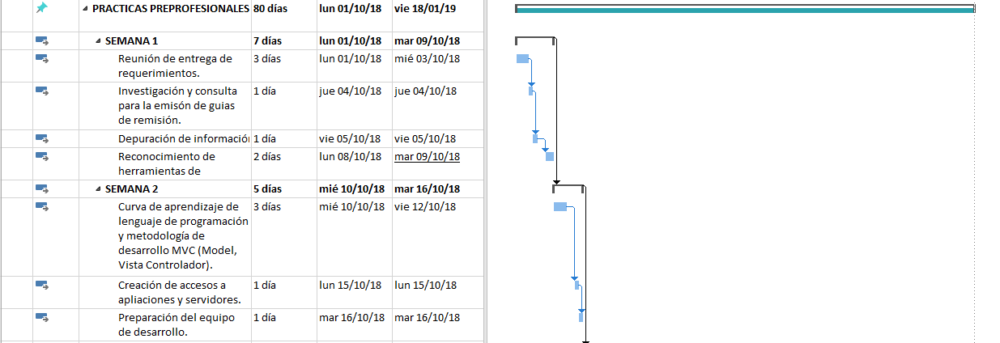 PRACTICAS PREPROFESIONALES 80 días lun 01/10/18 vie 18/01/19
SEMANA 1 7 días lun 01/10/18 mar 09/10/18
Reunión de entrega de 3 días lun 01/10/18 mié 03/10/18
requerimientos.
Investigación y consulta 1 día jue 04/10/18 jue 04/10/18
para la emisón de guias
de remisión.
Depuración de informació 1 día vie 05/10/18 vie 05/10/18
Reconocimiento de 2 días lun 08/10/18 mar 09/10/18
herramientas de
SEMANA 2 5 días mié 10/10/18 mar 16/10/18
Curva de aprendizaje de 3 días mié 10/10/18 vie 12/10/18
lenguaje de programación
y metodología de
desarrollo MVC (Model,
Vista Controlador).
Creación de accesos a 1 día lun 15/10/18 lun 15/10/18
apliaciones y servidores.
Preparación del equipo 1 día mar 16/10/18 mar 16/10/18
de desarrollo.